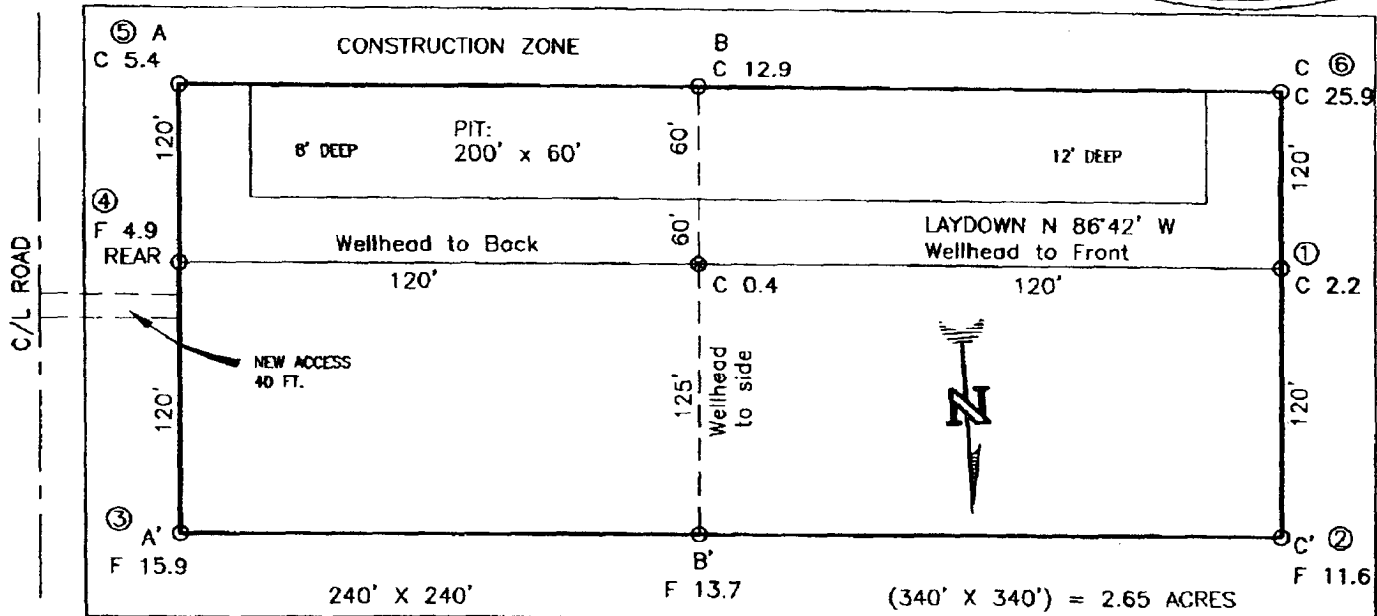 ⑤ A
C 5.4
CONSTRUCTION ZONE
B
C 12.9
C ⑥
C 25.9
120'
8' DEEP
PIT:
200' x 60'
60'
12' DEEP
120'
④
F 4.9
REAR
Wellhead to Back
120'
60'
C 0.4
LAYDOWN N 86°42' W
Wellhead to Front
120'
①
C 2.2
C/L ROAD
NEW ACCESS
40 FT.
120'
125'
Wellhead
to side
N
120'
③ A'
F 15.9
B'
F 13.7
C' ②
F 11.6
240' X 240'
(340' X 340') = 2.65 ACRES